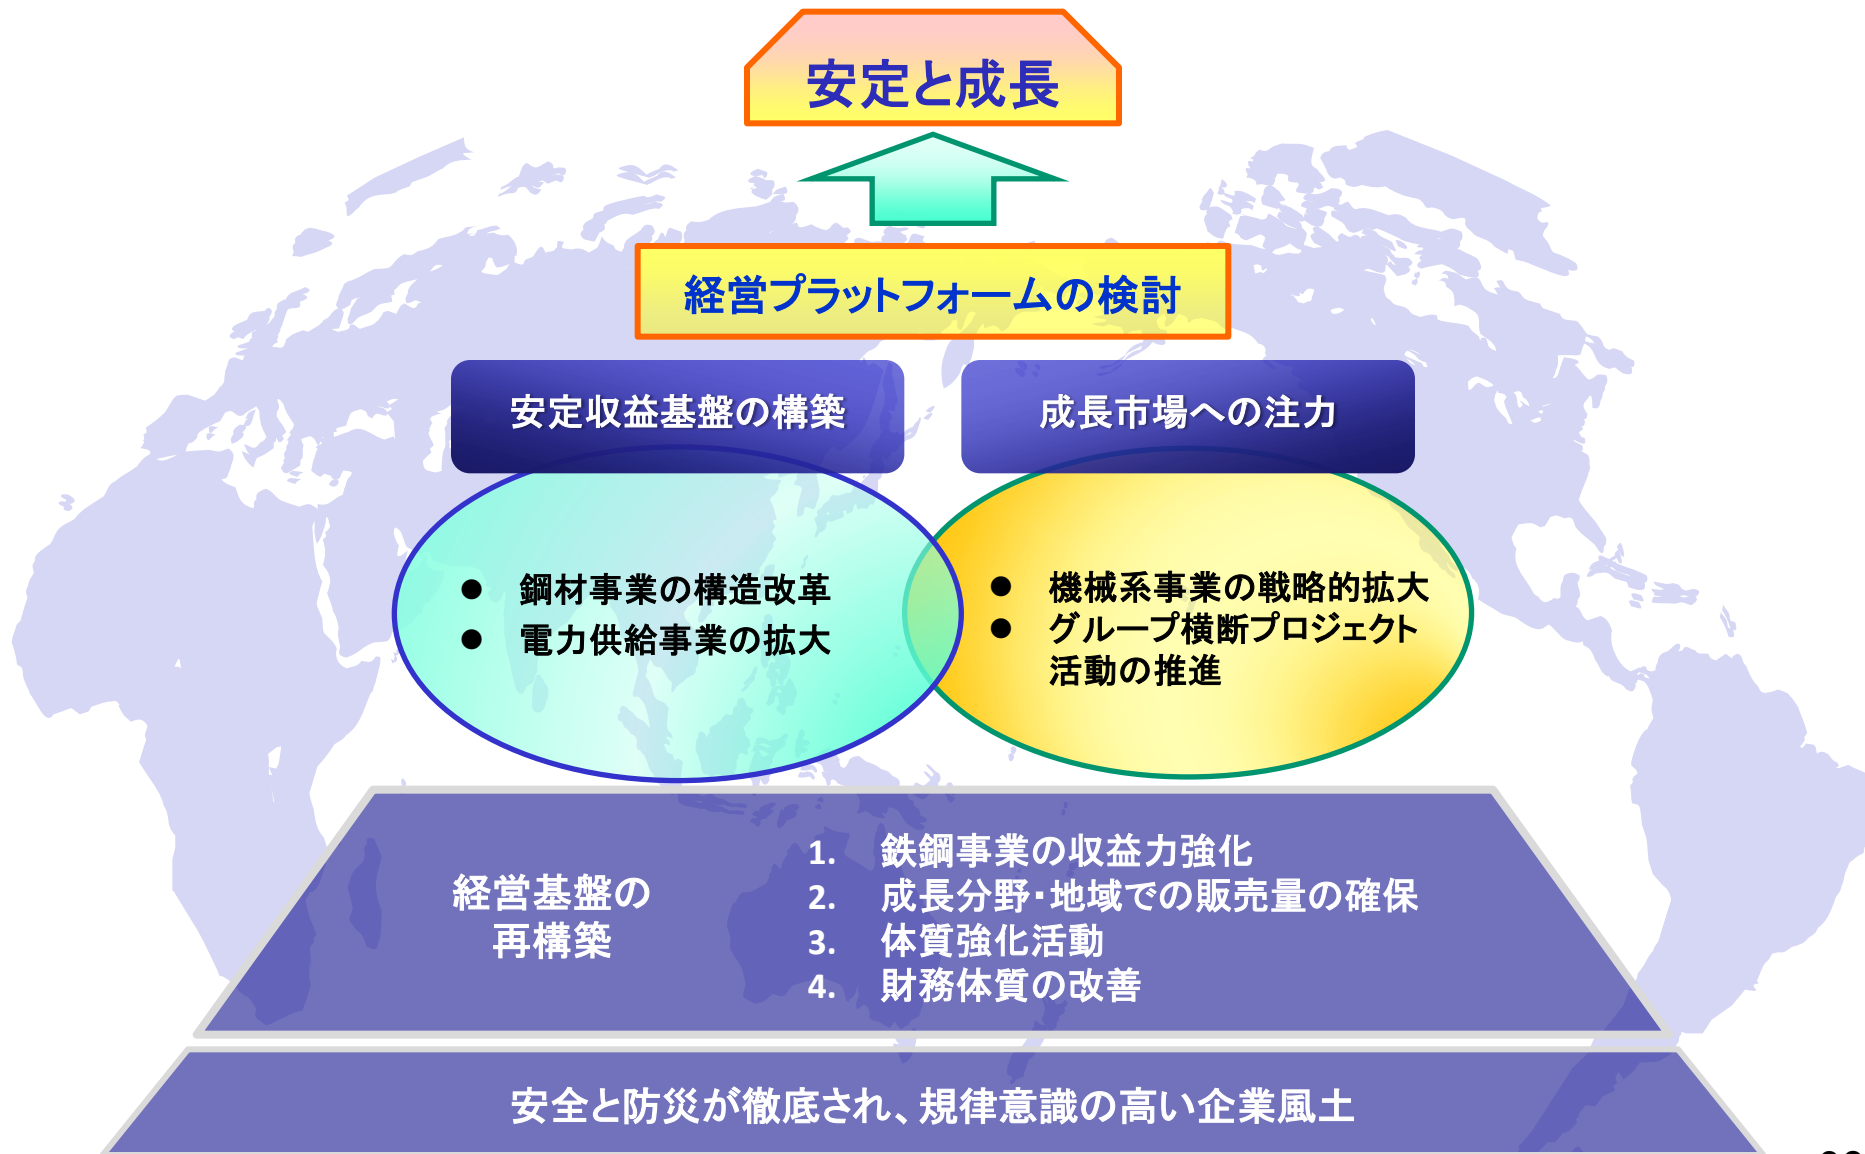 安定と成長
経営プラットフォームの検討
安定収益基盤の構築
成長市場への注力
● 鋼材事業の構造改革
● 電力供給事業の拡大
● 機械系事業の戦略的拡大
● グループ横断プロジェクト
活動の推進
経営基盤の
再構築
1. 鉄鋼事業の収益力強化
2. 成長分野・地域での販売量の確保
3. 体質強化活動
4. 財務体質の改善
安全と防災が徹底され、規律意識の高い企業風土